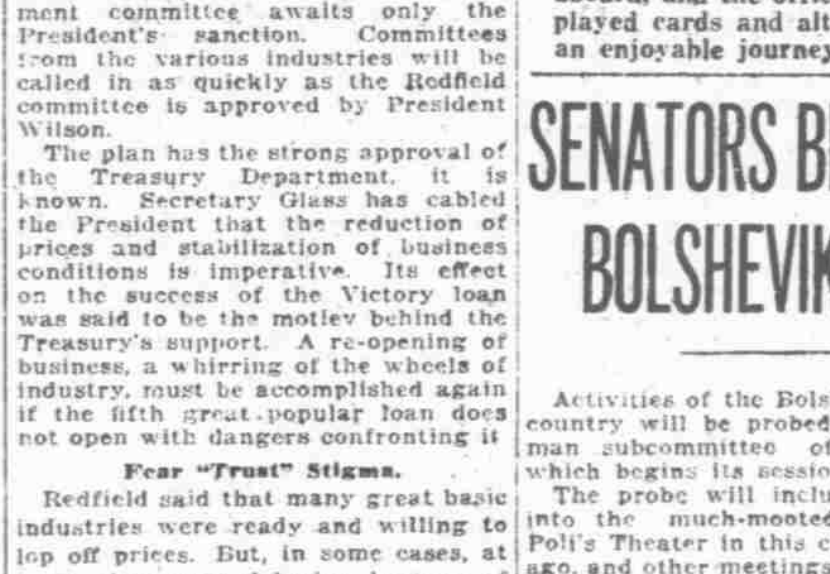 ment committee awaits only the
President's sanction. Committees
from the various industries will be
called in as quickly as the Redfield
committee is approved by President
Wilson.
The plan has the strong approval of
the Treasury Department, it is
known. Secretary Glass has cabled
the President that the reduction of
prices and stabilization of business
conditions is imperative. Its effect
on the success of the Victory loan
was said to be the motiev behind the
Treasury's support. A re-opening of
business, a whirring of the wheels of
industry, must be accomplished again
if the fifth great popular loan does
not open with dangers confronting it
Fear "Trust" Stigma.
Redfield said that many great basic
industries were ready and willing to
lop off prices. But, in some cases, at
played cards and alt
an enjoyable journey
SENATORS B
BOLSHEVIK
Activities of the Bols
country will be probed
man subcommittee of
which begins its sessio
The probe will inclu
into the much-mooted
Poli's Theater in this c
ago, and other meetings